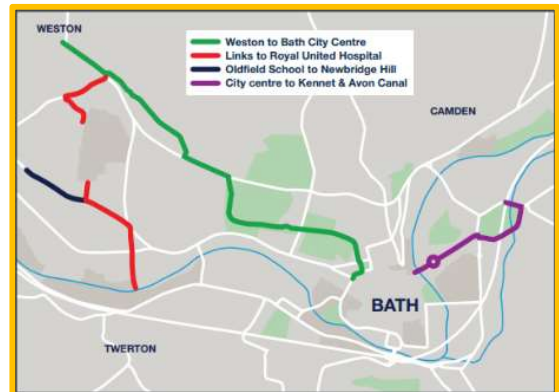 WESTON
Weston to Bath City Centre
Links to Royal United Hospital
Oldfield School to Newbridge Hill
City centre to Kennet & Avon Canal
CAMDEN
BATH
TWERTON